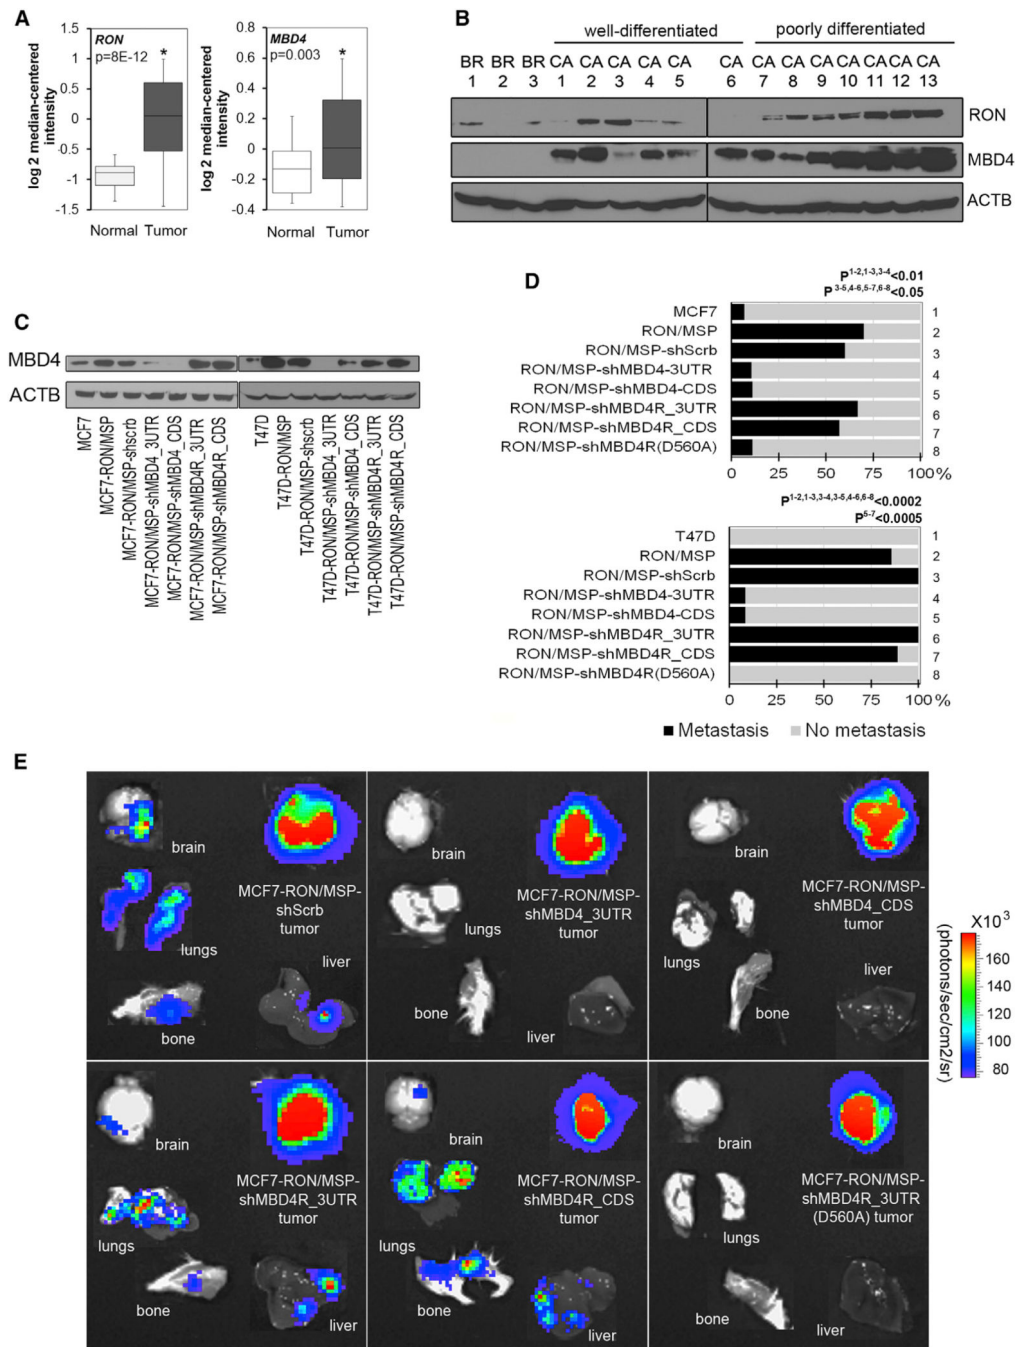 A
RON
p=8E-12
*
log 2 median-centered
intensity
1.5
1
0.5
0
-0.5
-1
-1.5
Normal Tumor
MBD4
p=0.003
*
log 2 median-centered
intensity
0.8
0.6
0.4
0.2
0
-0.2
-0.4
Normal Tumor
B
well-differentiated
poorly differentiated
BR BR BR CA CA CA CA CA CA CA CA CA CA CA CA CA
1 2 3 1 2 3 4 5 6 7 8 9 10 11 12 13
RON
MBD4
ACTB
C
MBD4
ACTB
MCF7
MCF7-RON/MSP
MCF7-RON/MSP-shscrb
MCF7-RON/MSP-shMBD4_3UTR
MCF7-RON/MSP-shMBD4_CDS
MCF7-RON/MSP-shMBD4R_3UTR
MCF7-RON/MSP-shMBD4R_CDS
T47D
T47D-RON/MSP
T47D-RON/MSP-shscrb
T47D-RON/MSP-shMBD4_3UTR
T47D-RON/MSP-shMBD4_CDS
T47D-RON/MSP-shMBD4R_3UTR
T47D-RON/MSP-shMBD4R_CDS
D
P1-2,1-3,3-4<0.01
P3-5,4-6,5-7,6-8<0.05
MCF7 1
RON/MSP 2
RON/MSP-shScrb 3
RON/MSP-shMBD4-3UTR 4
RON/MSP-shMBD4-CDS 5
RON/MSP-shMBD4R_3UTR 6
RON/MSP-shMBD4R_CDS 7
RON/MSP-shMBD4R(D560A) 8
0 25 50 75 100%
P1-2,1-3,3-4,3-5,4-6,6-8<0.0002
P5-7<0.0005
T47D 1
RON/MSP 2
RON/MSP-shScrb 3
RON/MSP-shMBD4-3UTR 4
RON/MSP-shMBD4-CDS 5
RON/MSP-shMBD4R_3UTR 6
RON/MSP-shMBD4R_CDS 7
RON/MSP-shMBD4R(D560A) 8
0 25 50 75 100%
Metastasis No metastasis
E
brain
lungs
bone
liver
MCF7-RON/MSP-
shScrb
tumor
brain
lungs
bone
liver
MCF7-RON/MSP-
shMBD4_3UTR
tumor
brain
lungs
bone
liver
MCF7-RON/MSP-
shMBD4_CDS
tumor
brain
lungs
bone
liver
MCF7-RON/MSP-
shMBD4R_3UTR
tumor
brain
lungs
bone
liver
MCF7-RON/MSP-
shMBD4R_CDS
tumor
brain
lungs
bone
liver
MCF7-RON/MSP-
shMBD4R_3UTR
(D560A) tumor
X103
160
140
120
100
80
(photons/sec/cm2/sr)